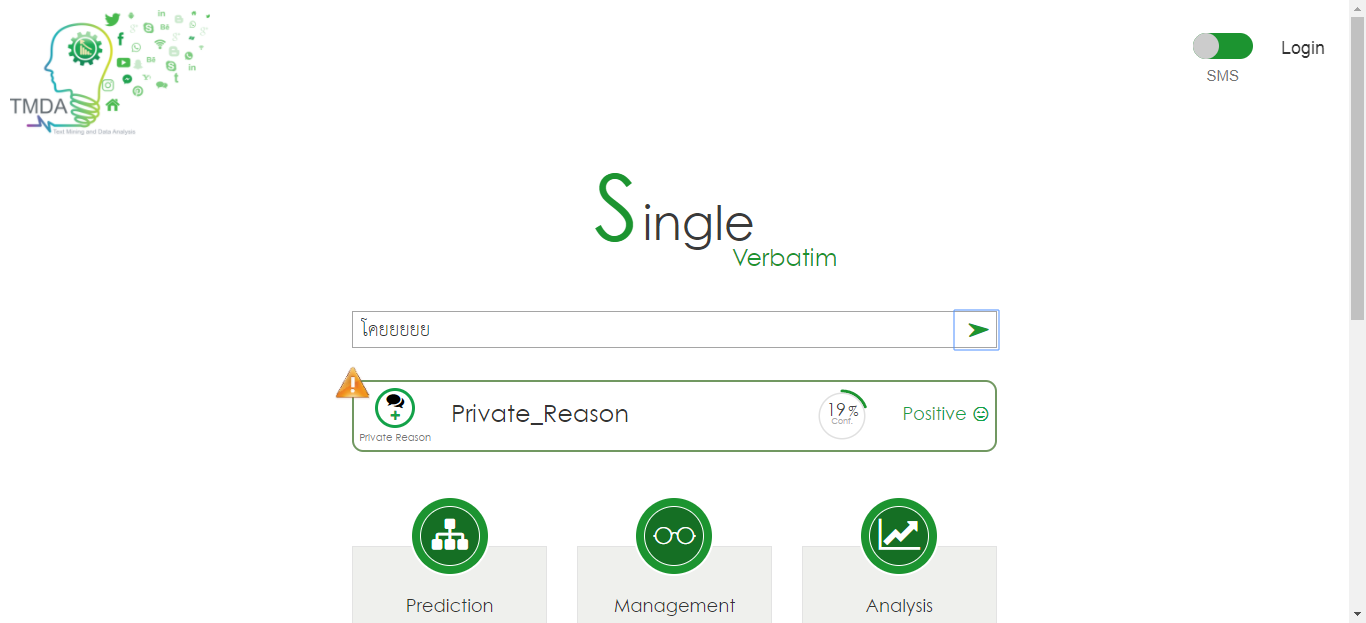 TMDA
Text Mining and Data Analysis
Login
SMS
Single
Verbatim
โคยยยยย
Private Reason
Private_Reason
19%
Conf.
Positive
Prediction
Management
Analysis